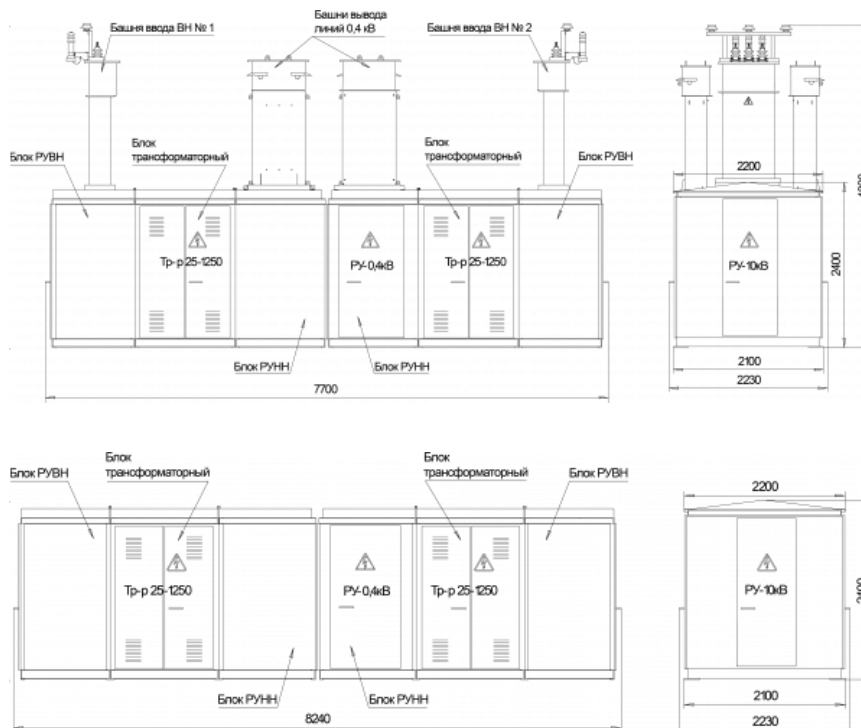 Башня ввода ВН № 1
Башни вывода
линий 0,4 кВ
Башня ввода ВН № 2
Блок РУВН
Блок
трансформаторный
Блок
трансформаторный
Блок РУВН
Тр-р 25-1250
РУ-0,4кВ
Тр-р 25-1250
Блок РУНН
Блок РУНН
7700
2200
РУ-10кВ
2400
2100
2230
Блок РУВН
Блок
трансформаторный
Блок
трансформаторный
Блок РУВН
Тр-р 25-1250
РУ-0,4кВ
Тр-р 25-1250
Блок РУНН
Блок РУНН
8240
2200
РУ-10кВ
2100
2230